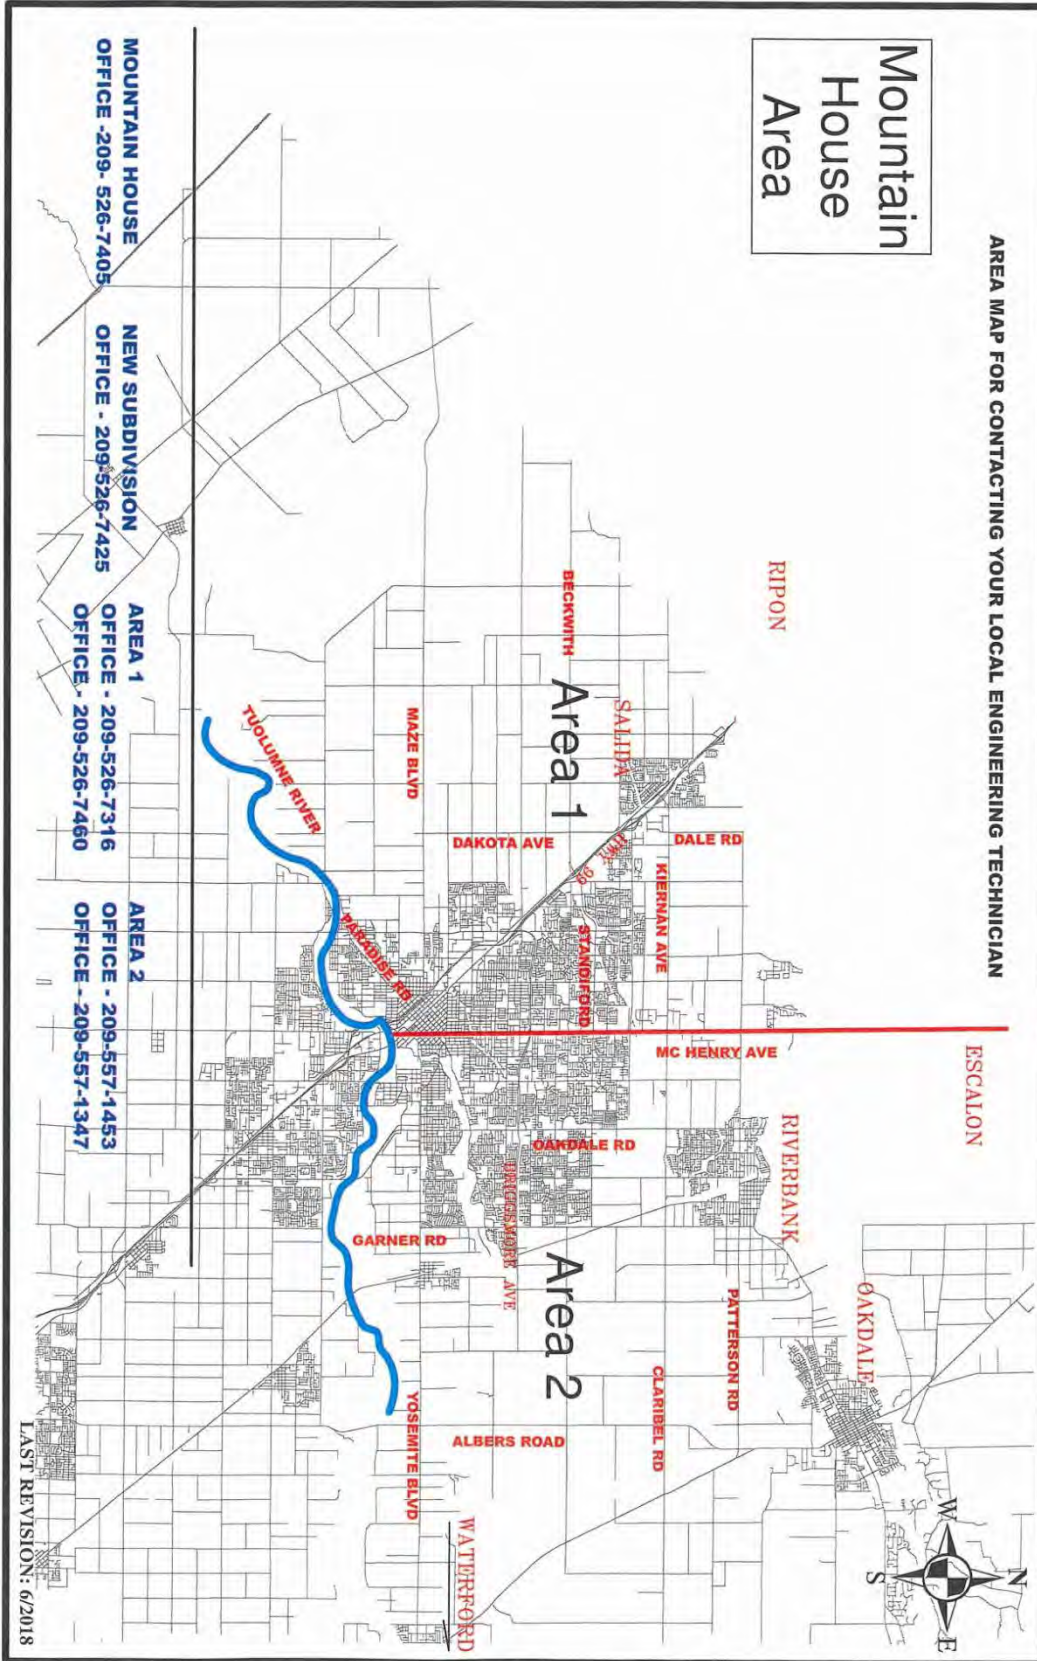 AREA MAP FOR CONTACTING YOUR LOCAL ENGINEERING TECHNICIAN
Mountain
House
Area
ESCALON
RIPON
RIVERBANK
OAKDALE
N
W
E
S
SALIDA
DALE RD
KIERNAN AVE
MC HENRY AVE
PATTERSON RD
CLARIBEL RD
HWY 99
BECKWITH
STANDIFORD
OAKDALE RD
Area 1
Area 2
DAKOTA AVE
BRIGGSMORE AVE
ALBERS ROAD
WATERFORD
MAZE BLVD
PARADISE RD
GARNER RD
YOSEMITE BLVD
TUOLUMNE RIVER
MOUNTAIN HOUSE
OFFICE -209- 526-7405
NEW SUBDIVISION
OFFICE - 209-526-7425
AREA 1
OFFICE - 209-526-7316
OFFICE - 209-526-7460
AREA 2
OFFICE - 209-557-1453
OFFICE - 209-557-1347
LAST REVISION: 6/2018